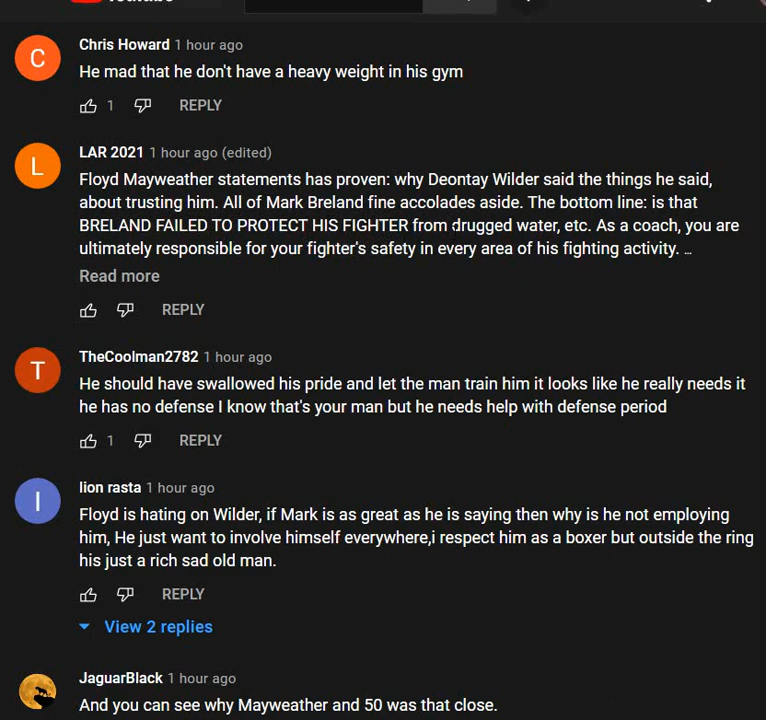 C
Chris Howard 1 hour ago
He mad that he don't have a heavy weight in his gym
1 REPLY
L
LAR 2021 1 hour ago (edited)
Floyd Mayweather statements has proven: why Deontay Wilder said the things he said,
about trusting him. All of Mark Breland fine accolades aside. The bottom line: is that
BRELAND FAILED TO PROTECT HIS FIGHTER from drugged water, etc. As a coach, you are
ultimately responsible for your fighter's safety in every area of his fighting activity. ...
Read more
REPLY
T
TheCoolman2782 1 hour ago
He should have swallowed his pride and let the man train him it looks like he really needs it
he has no defense I know that's your man but he needs help with defense period
1 REPLY
l
lion rasta 1 hour ago
Floyd is hating on Wilder, if Mark is as great as he is saying then why is he not employing
him, He just want to involve himself everywhere,i respect him as a boxer but outside the ring
his just a rich sad old man.
REPLY
View 2 replies
JaguarBlack 1 hour ago
And you can see why Mayweather and 50 was that close.